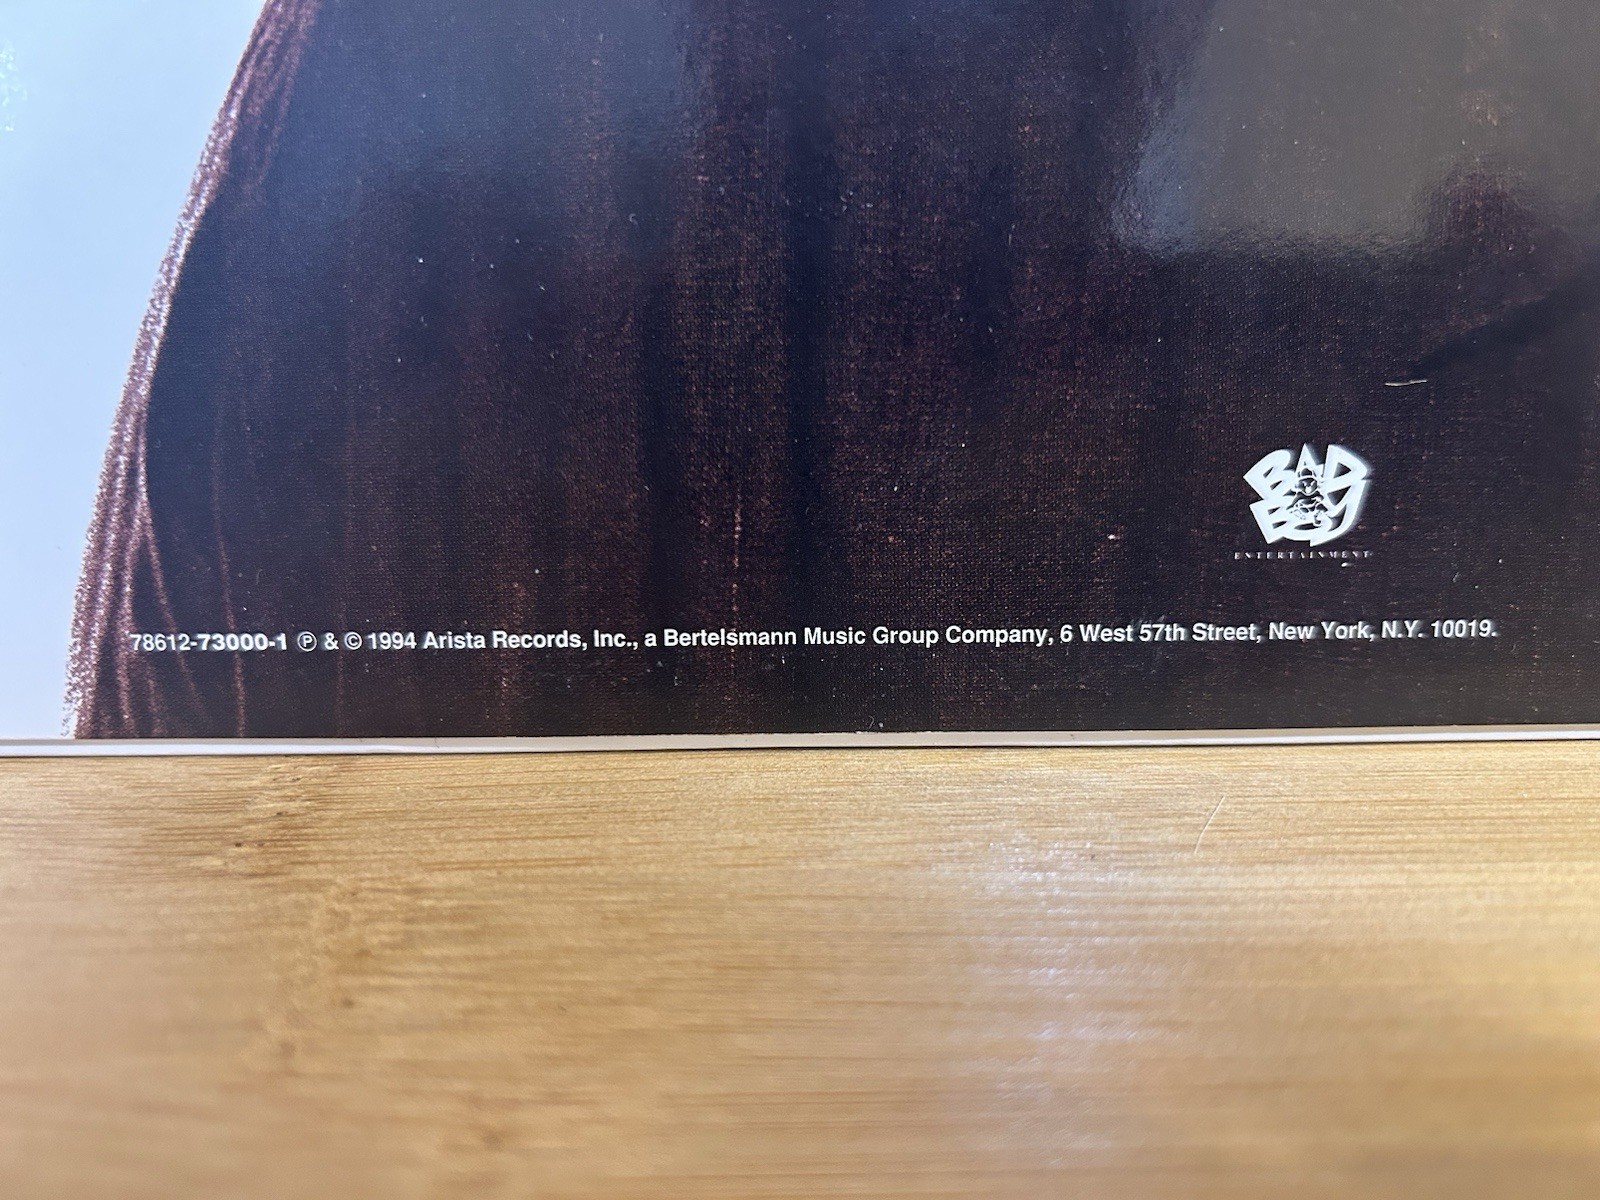 BAD
BOY
ENTERTAINMENT
78612-73000-1 Ⓟ & © 1994 Arista Records, Inc., a Bertelsmann Music Group Company, 6 West 57th Street, New York, N.Y. 10019.